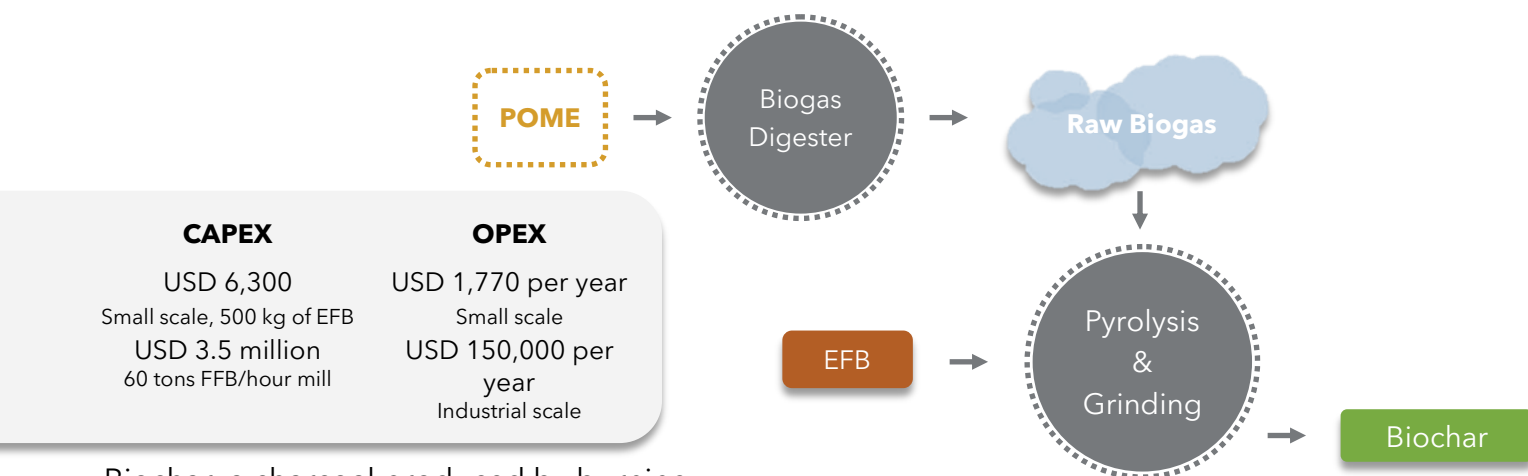 POME
Biogas
Digester
Raw Biogas
CAPEX
OPEX
USD 6,300
USD 1,770 per year
Small scale, 500 kg of EFB
Small scale
USD 3.5 million
USD 150,000 per
60 tons FFB/hour mill
year
Industrial scale
EFB
Pyrolysis
&
Grinding
Biochar
Biochar